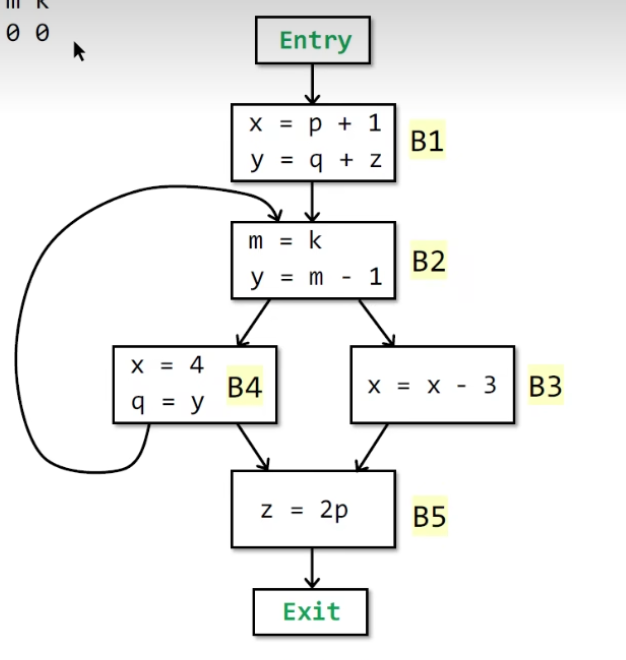 m k
0 0
Entry
x = p + 1
y = q + z
B1
m = k
y = m - 1
B2
x = 4
q = y
B4
x = x - 3
B3
z = 2p
B5
Exit